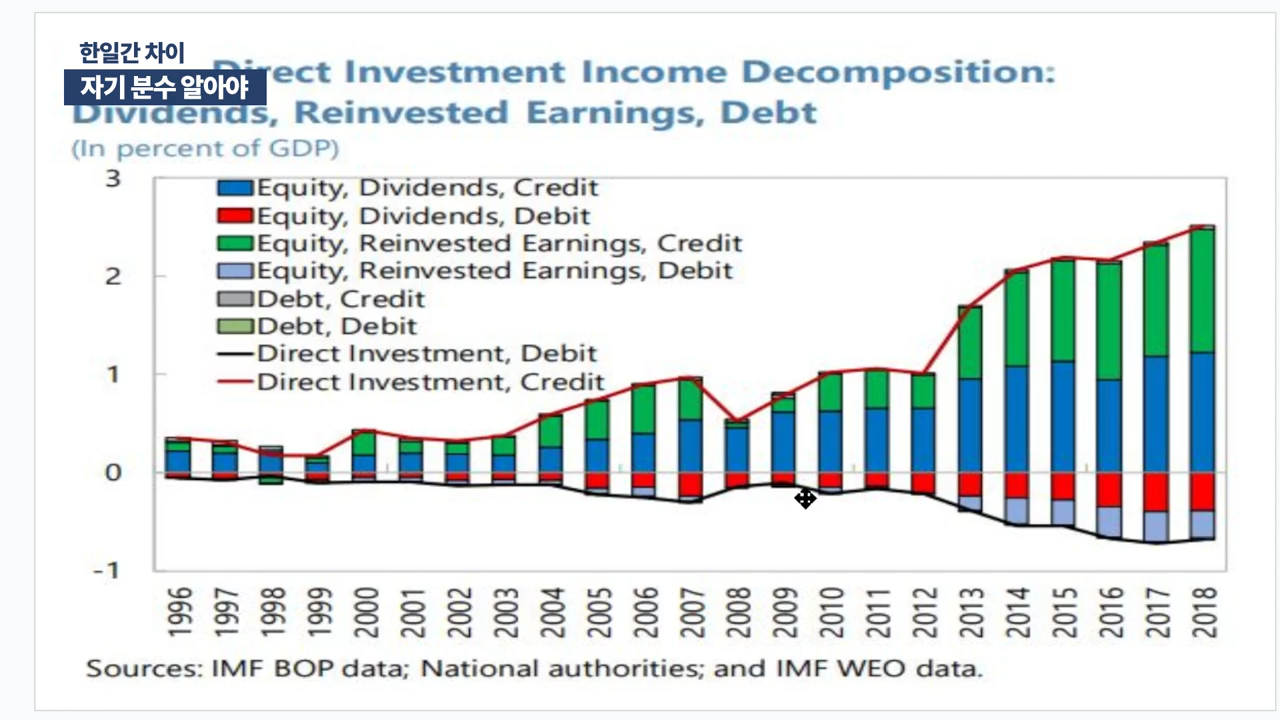 한일간 차이
자기 분수 알아야
Direct Investment Income Decomposition:
Dividends, Reinvested Earnings, Debt
(In percent of GDP)
3
2
1
0
-1
Equity, Dividends, Credit
Equity, Dividends, Debit
Equity, Reinvested Earnings, Credit
Equity, Reinvested Earnings, Debit
Debt, Credit
Debt, Debit
Direct Investment, Debit
Direct Investment, Credit
1996 1997 1998 1999 2000 2001 2002 2003 2004 2005 2006 2007 2008 2009 2010 2011 2012 2013 2014 2015 2016 2017 2018
Sources: IMF BOP data; National authorities; and IMF WEO data.